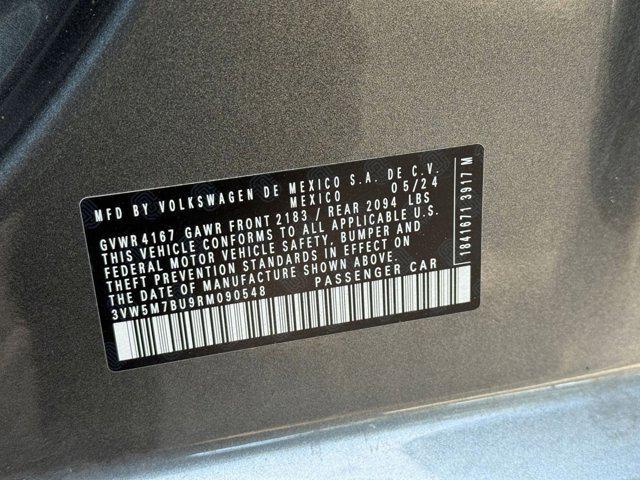 MFD BY VOLKSWAGEN DE MEXICO S.A. DE C.V.
MEXICO 05/24
GVWR 4167 GAWR FRONT 2183 / REAR 2094 LBS
THIS VEHICLE CONFORMS TO ALL APPLICABLE U.S.
FEDERAL MOTOR VEHICLE SAFETY, BUMPER AND
THEFT PREVENTION STANDARDS IN EFFECT ON
THE DATE OF MANUFACTURE SHOWN ABOVE.
3VW5M7BU9RM090548 PASSENGER CAR
1841671 3917 M